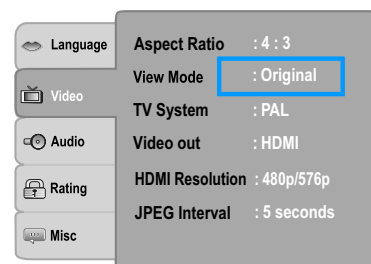 Language
Video
Audio
Rating
Misc
Aspect Ratio : 4 : 3
View Mode : Original
TV System : PAL
Video out : HDMI
HDMI Resolution : 480p/576p
JPEG Interval : 5 seconds